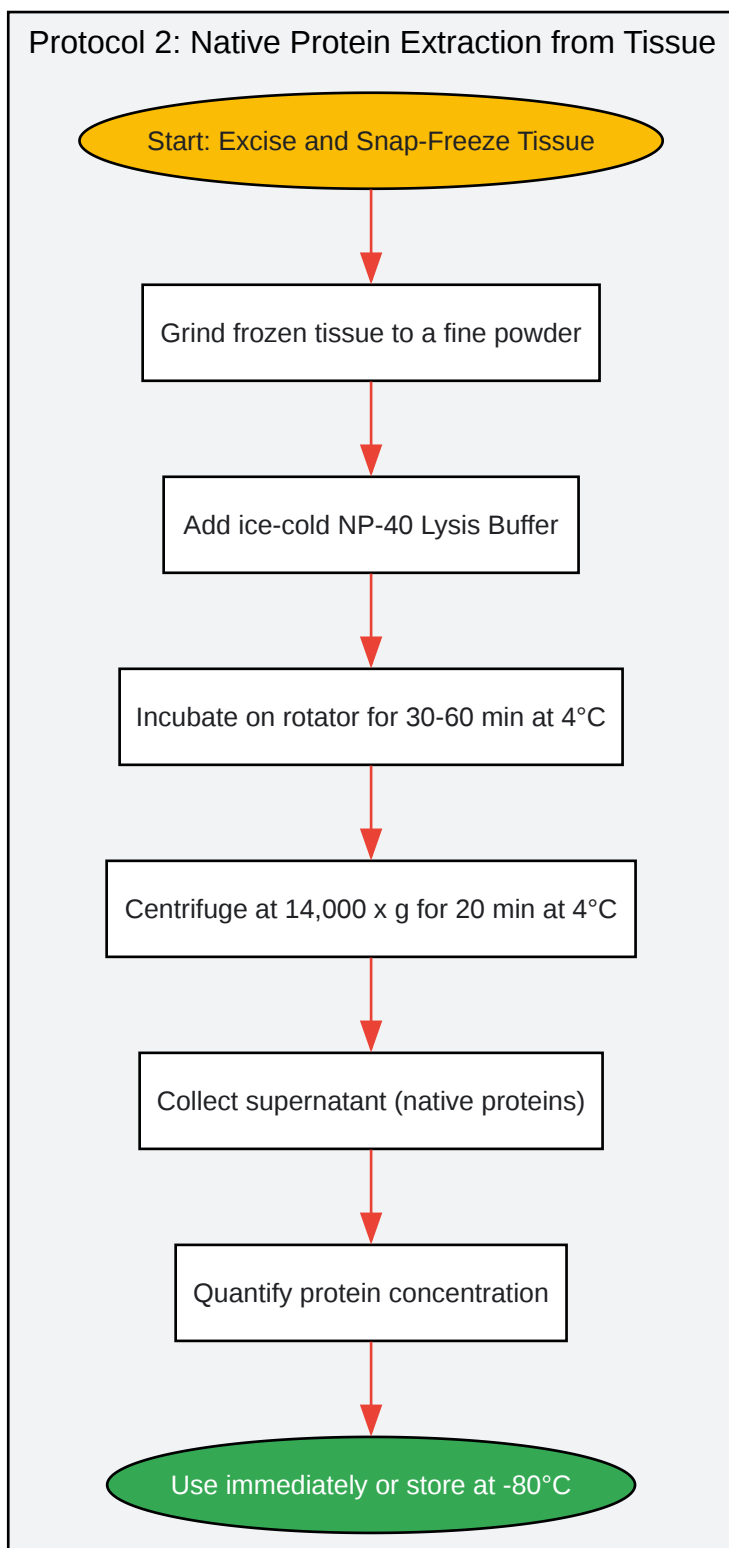 Protocol 2: Native Protein Extraction from Tissue
Start: Excise and Snap-Freeze Tissue
Grind frozen tissue to a fine powder
Add ice-cold NP-40 Lysis Buffer
Incubate on rotator for 30-60 min at 4°C
Centrifuge at 14,000 x g for 20 min at 4°C
Collect supernatant (native proteins)
Quantify protein concentration
Use immediately or store at -80°C